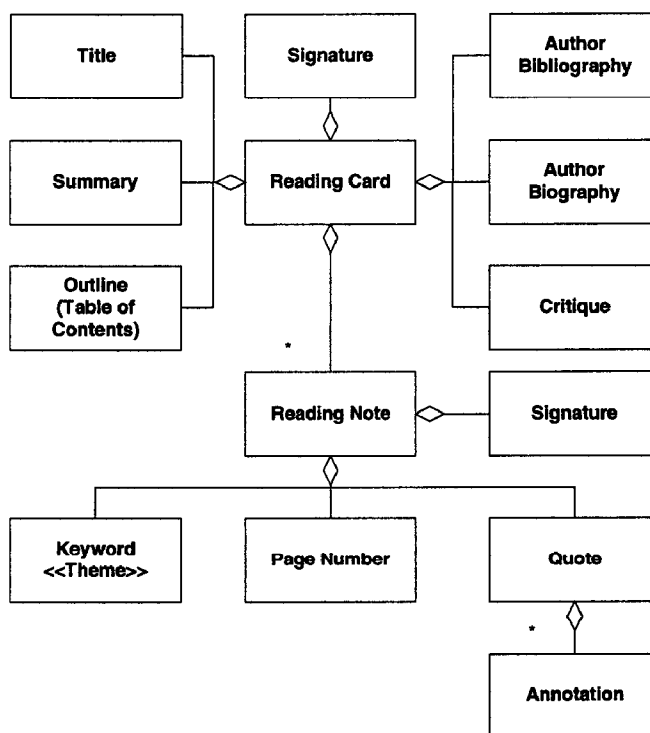 Title
Signature
Author
Bibliography
Summary
Reading Card
Author
Biography
Outline
(Table of
Contents)
Critique
*
Reading Note
Signature
Keyword
<<Theme>>
Page Number
Quote
*
Annotation